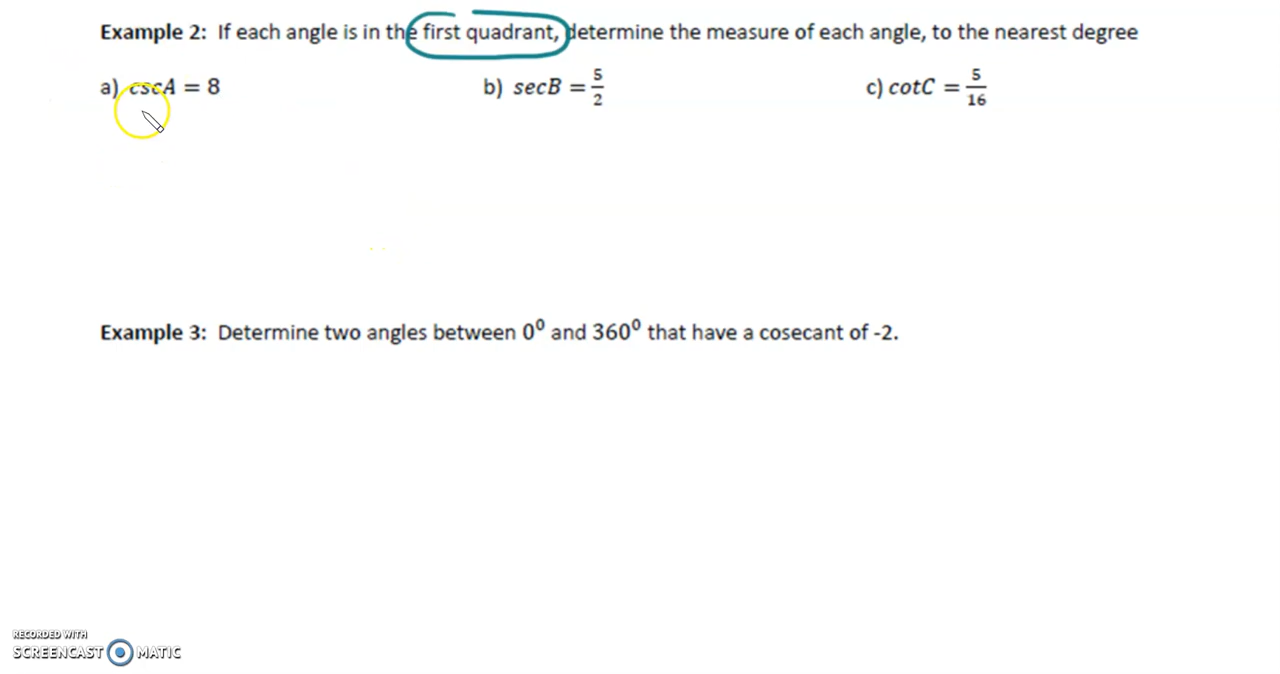 Example 2: If each angle is in the first quadrant, determine the measure of each angle, to the nearest degree
a) cscA = 8 b) secB = 5/2 c) cotC = 5/16
Example 3: Determine two angles between 0⁰ and 360⁰ that have a cosecant of -2.
RECORDED WITH
SCREENCAST MATIC